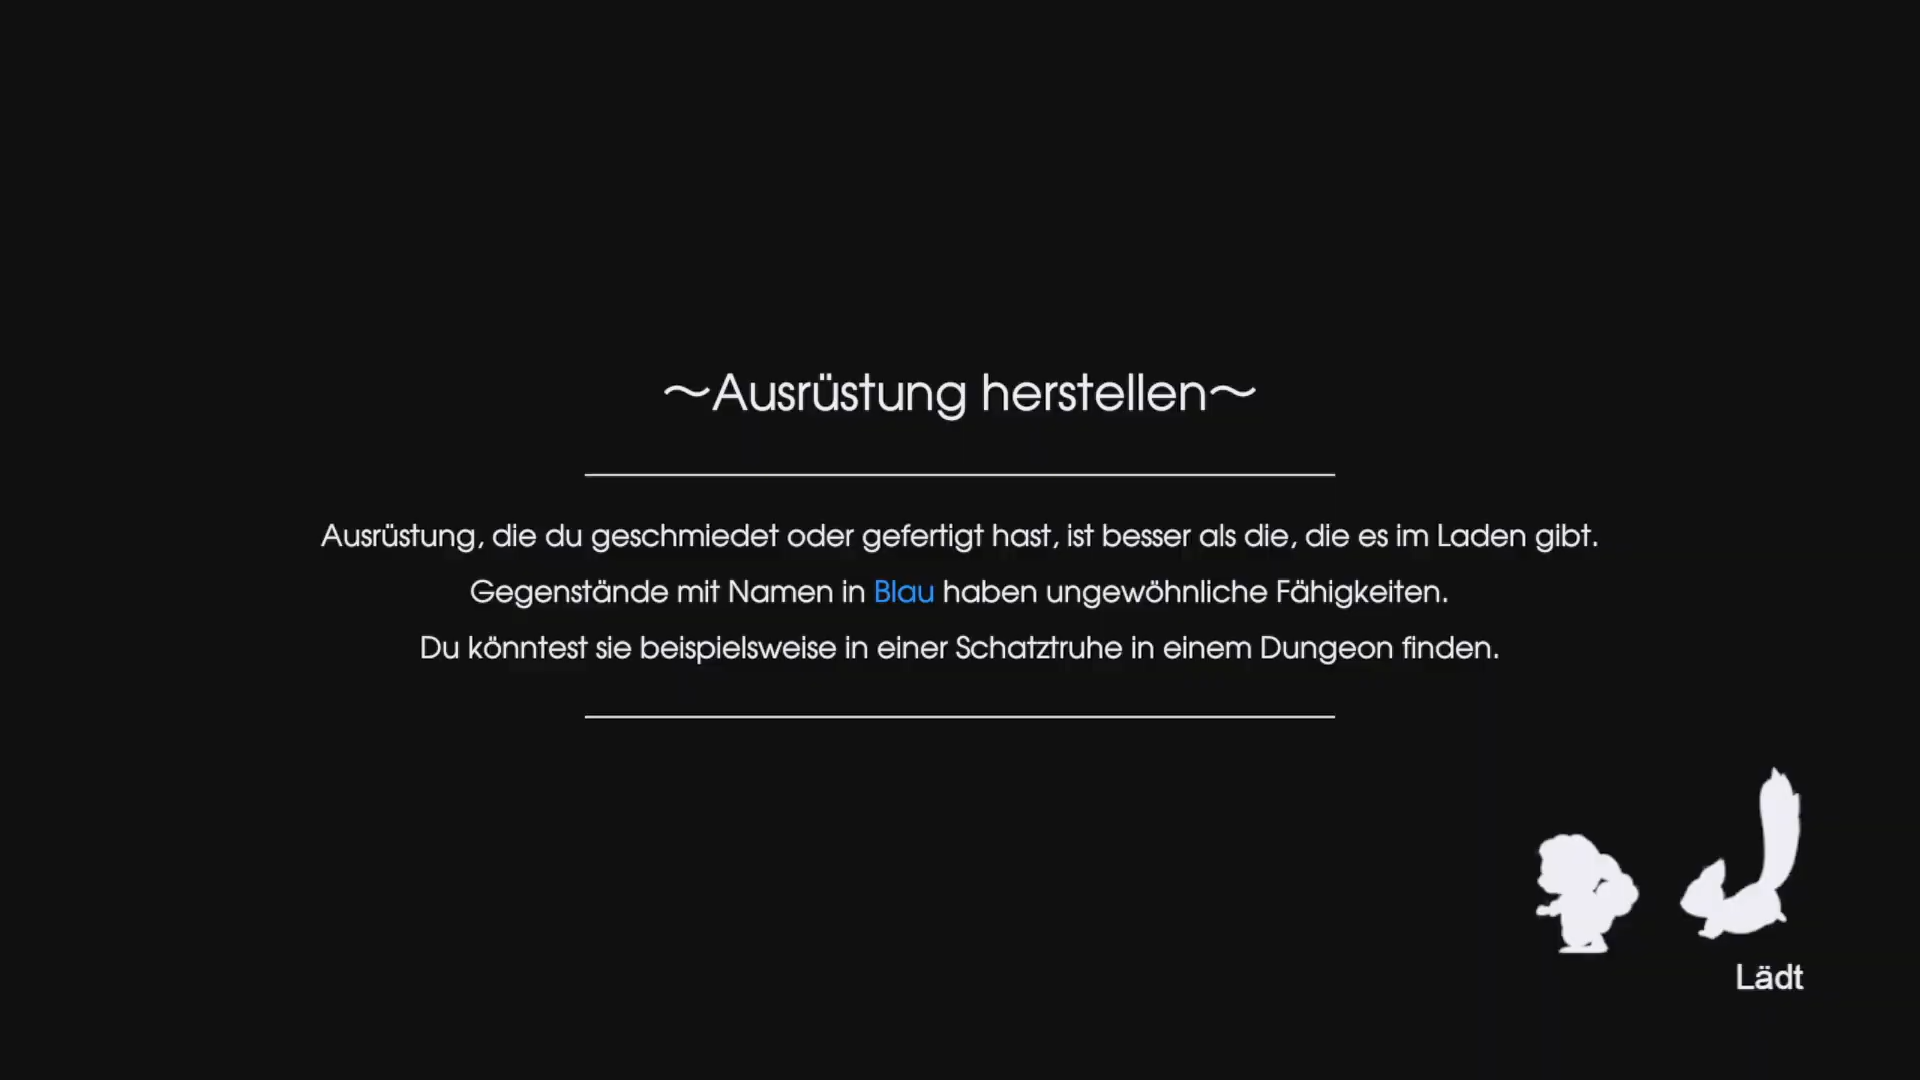 ～Ausrüstung herstellen～
Ausrüstung, die du geschmiedet oder gefertigt hast, ist besser als die, die es im Laden gibt.
Gegenstände mit Namen in Blau haben ungewöhnliche Fähigkeiten.
Du könntest sie beispielsweise in einer Schatztruhe in einem Dungeon finden.
Lädt